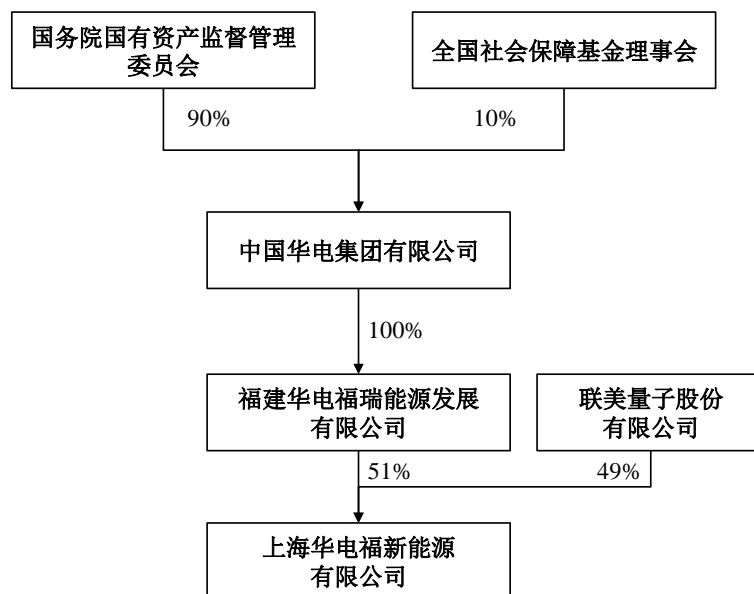 国务院国有资产监督管理
委员会
全国社会保障基金理事会
90%
10%
中国华电集团有限公司
100%
福建华电福瑞能源发展
有限公司
联美量子股份
有限公司
51%
49%
上海华电福新能源
有限公司